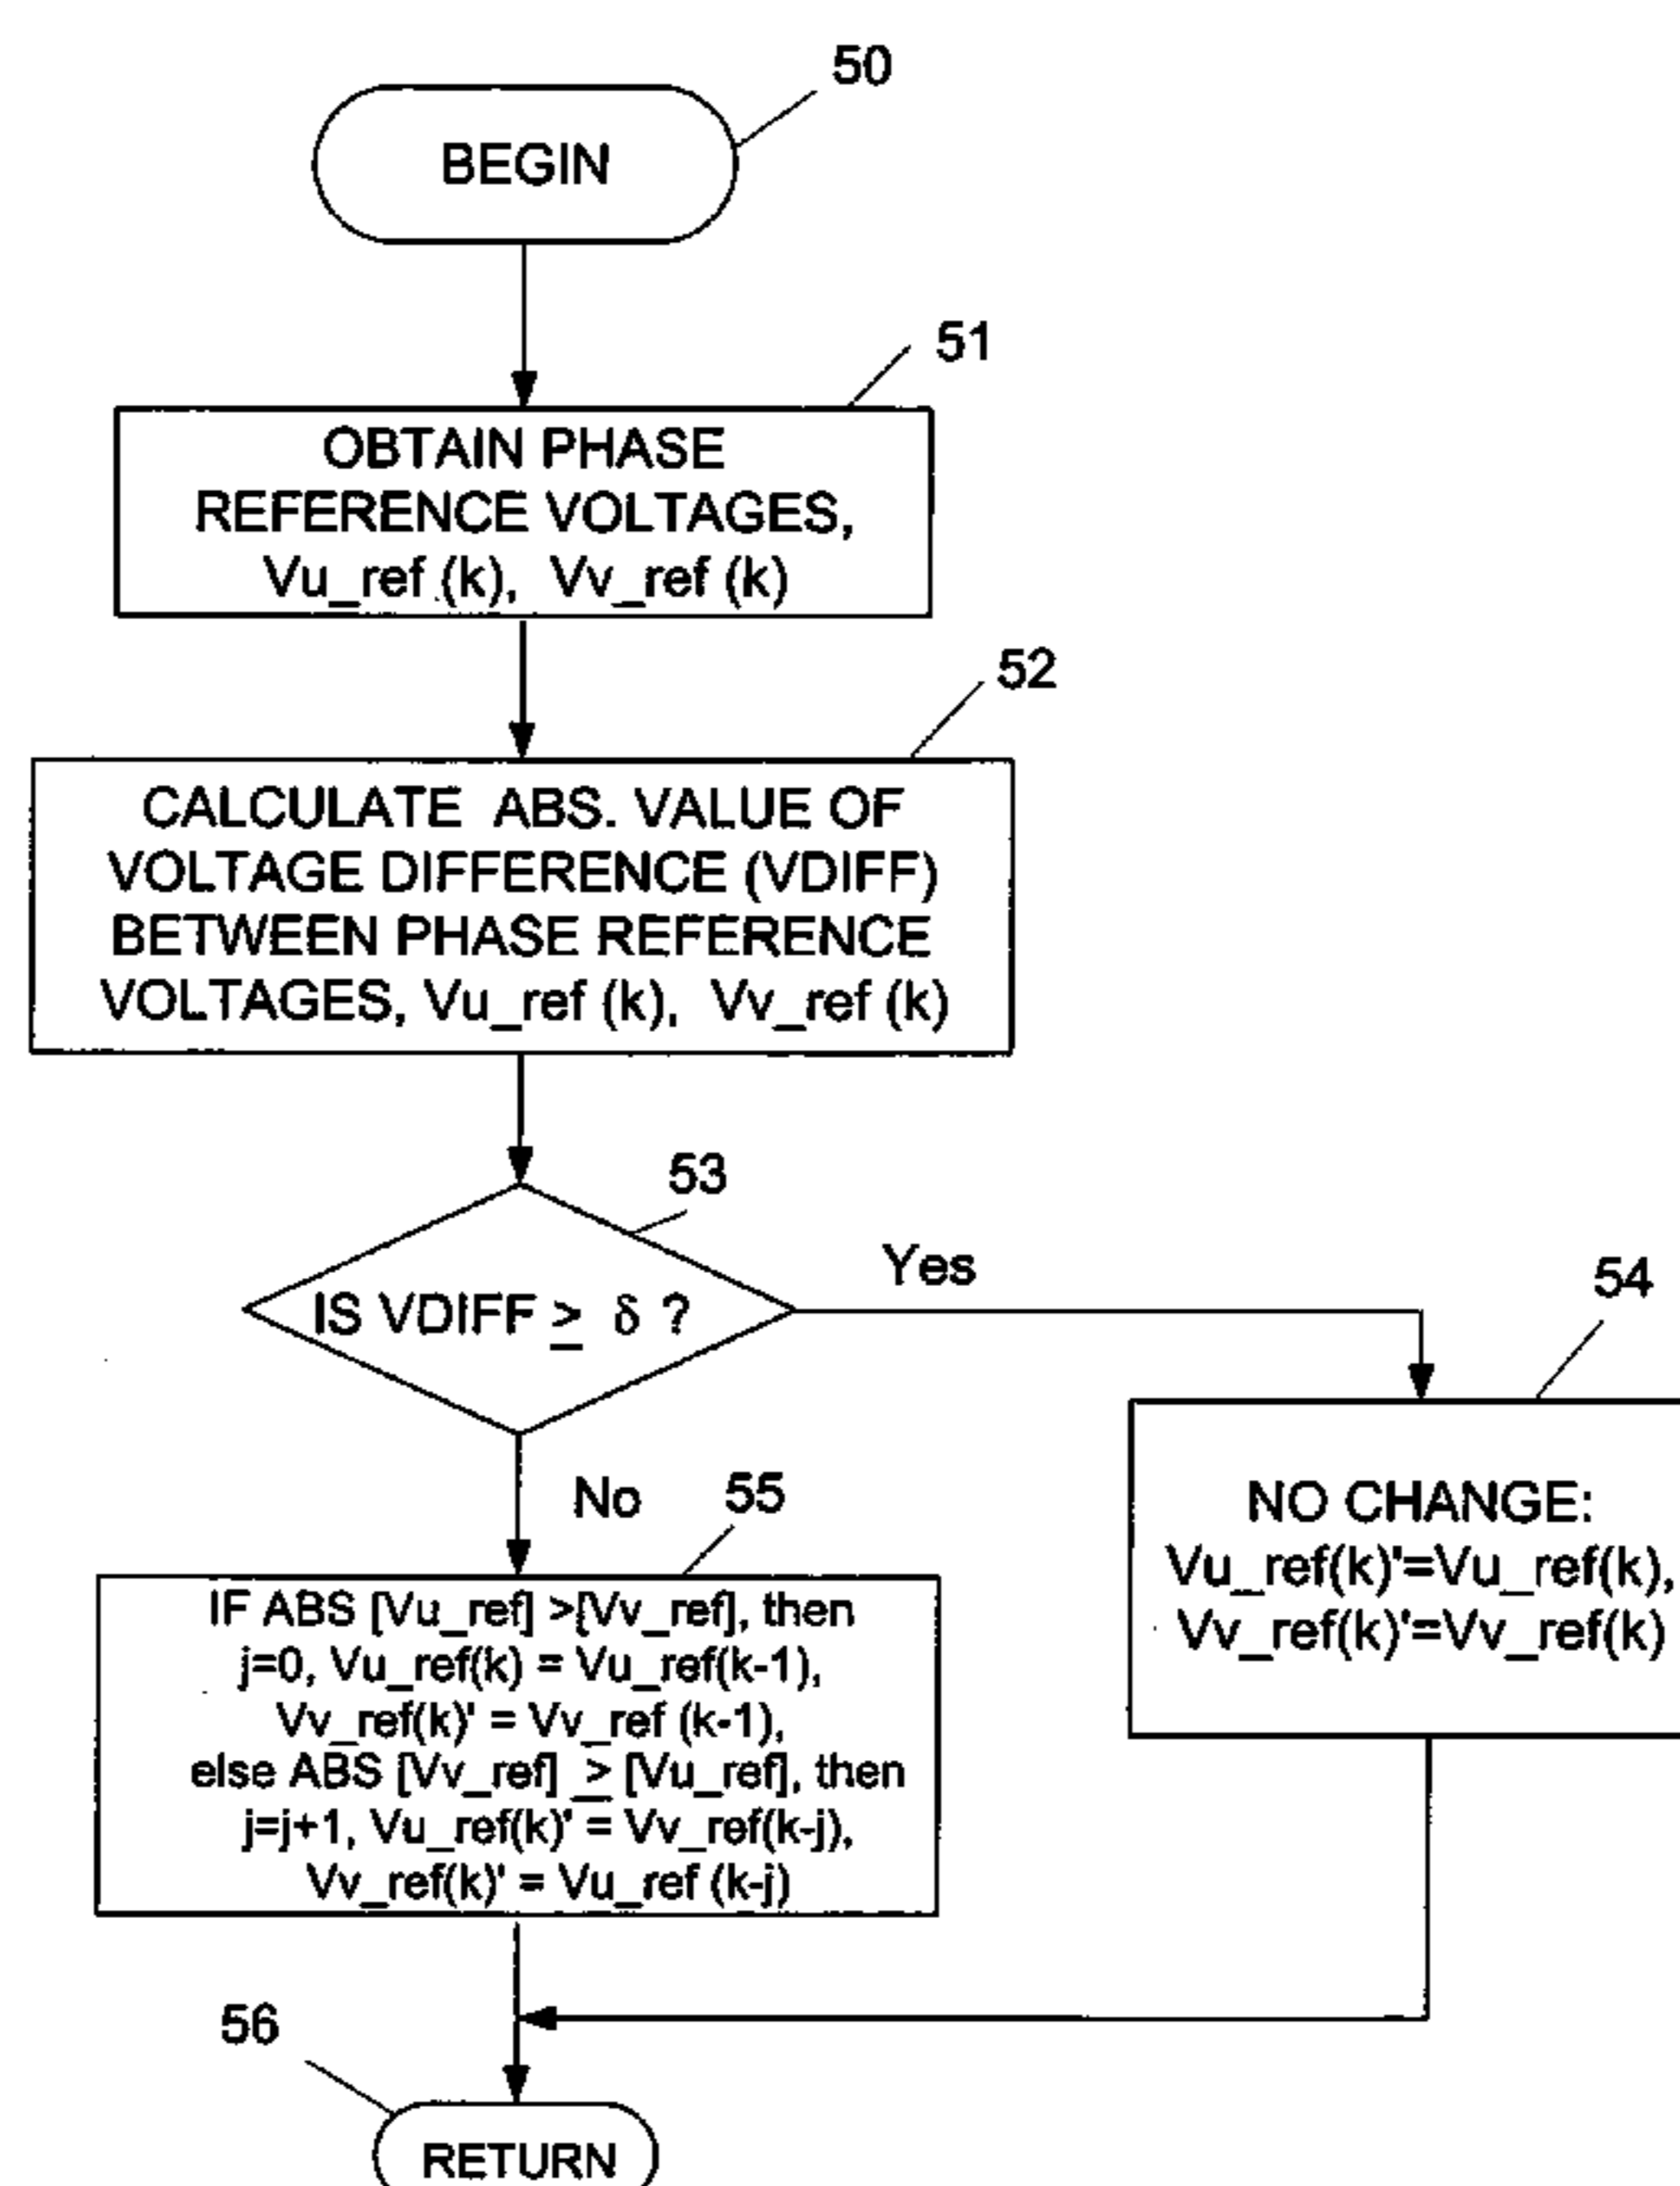 50
BEGIN
51
OBTAIN PHASE
REFERENCE VOLTAGES,
Vu_ref (k), Vv_ref (k)
52
CALCULATE ABS. VALUE OF
VOLTAGE DIFFERENCE (VDIFF)
BETWEEN PHASE REFERENCE
VOLTAGES, Vu_ref (k), Vv_ref (k)
53
IS VDIFF ≥ δ ?
Yes
54
NO CHANGE:
Vu_ref(k)'=Vu_ref(k),
Vv_ref(k)'=Vv_ref(k)
No
55
IF ABS [Vu_ref] >[Vv_ref], then
j=0, Vu_ref(k) = Vu_ref(k-1),
Vv_ref(k)' = Vv_ref (k-1),
else ABS [Vv_ref] ≥ [Vu_ref], then
j=j+1, Vu_ref(k)' = Vv_ref(k-j),
Vv_ref(k)' = Vu_ref (k-j)
56
RETURN